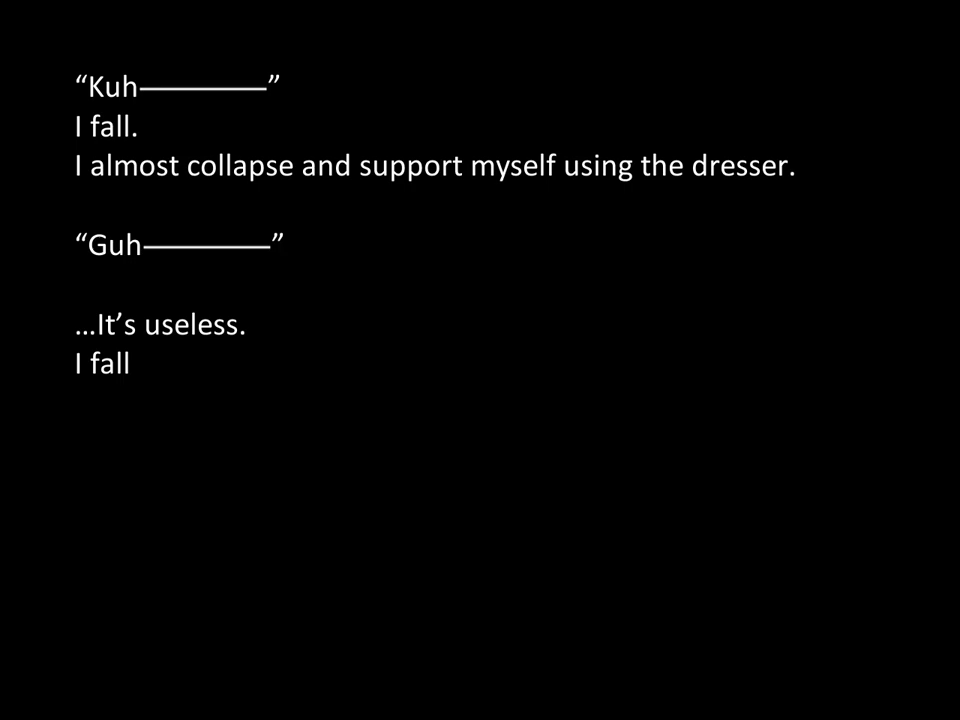 “Kuh————”
I fall.
I almost collapse and support myself using the dresser.
“Guh————”
…It’s useless.
I fall